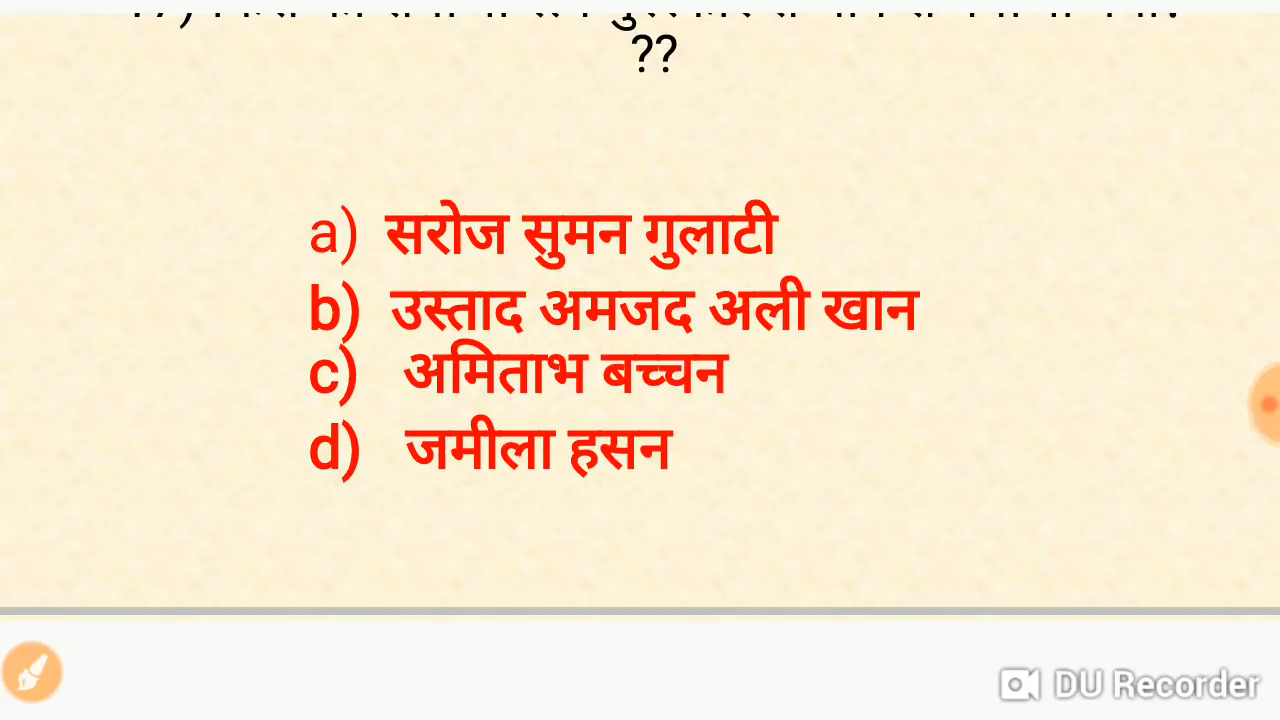 ??
a) सरोज सुमन गुलाटी
b) उस्ताद अमजद अली खान
c) अमिताभ बच्चन
d) जमीला हसन
DU Recorder